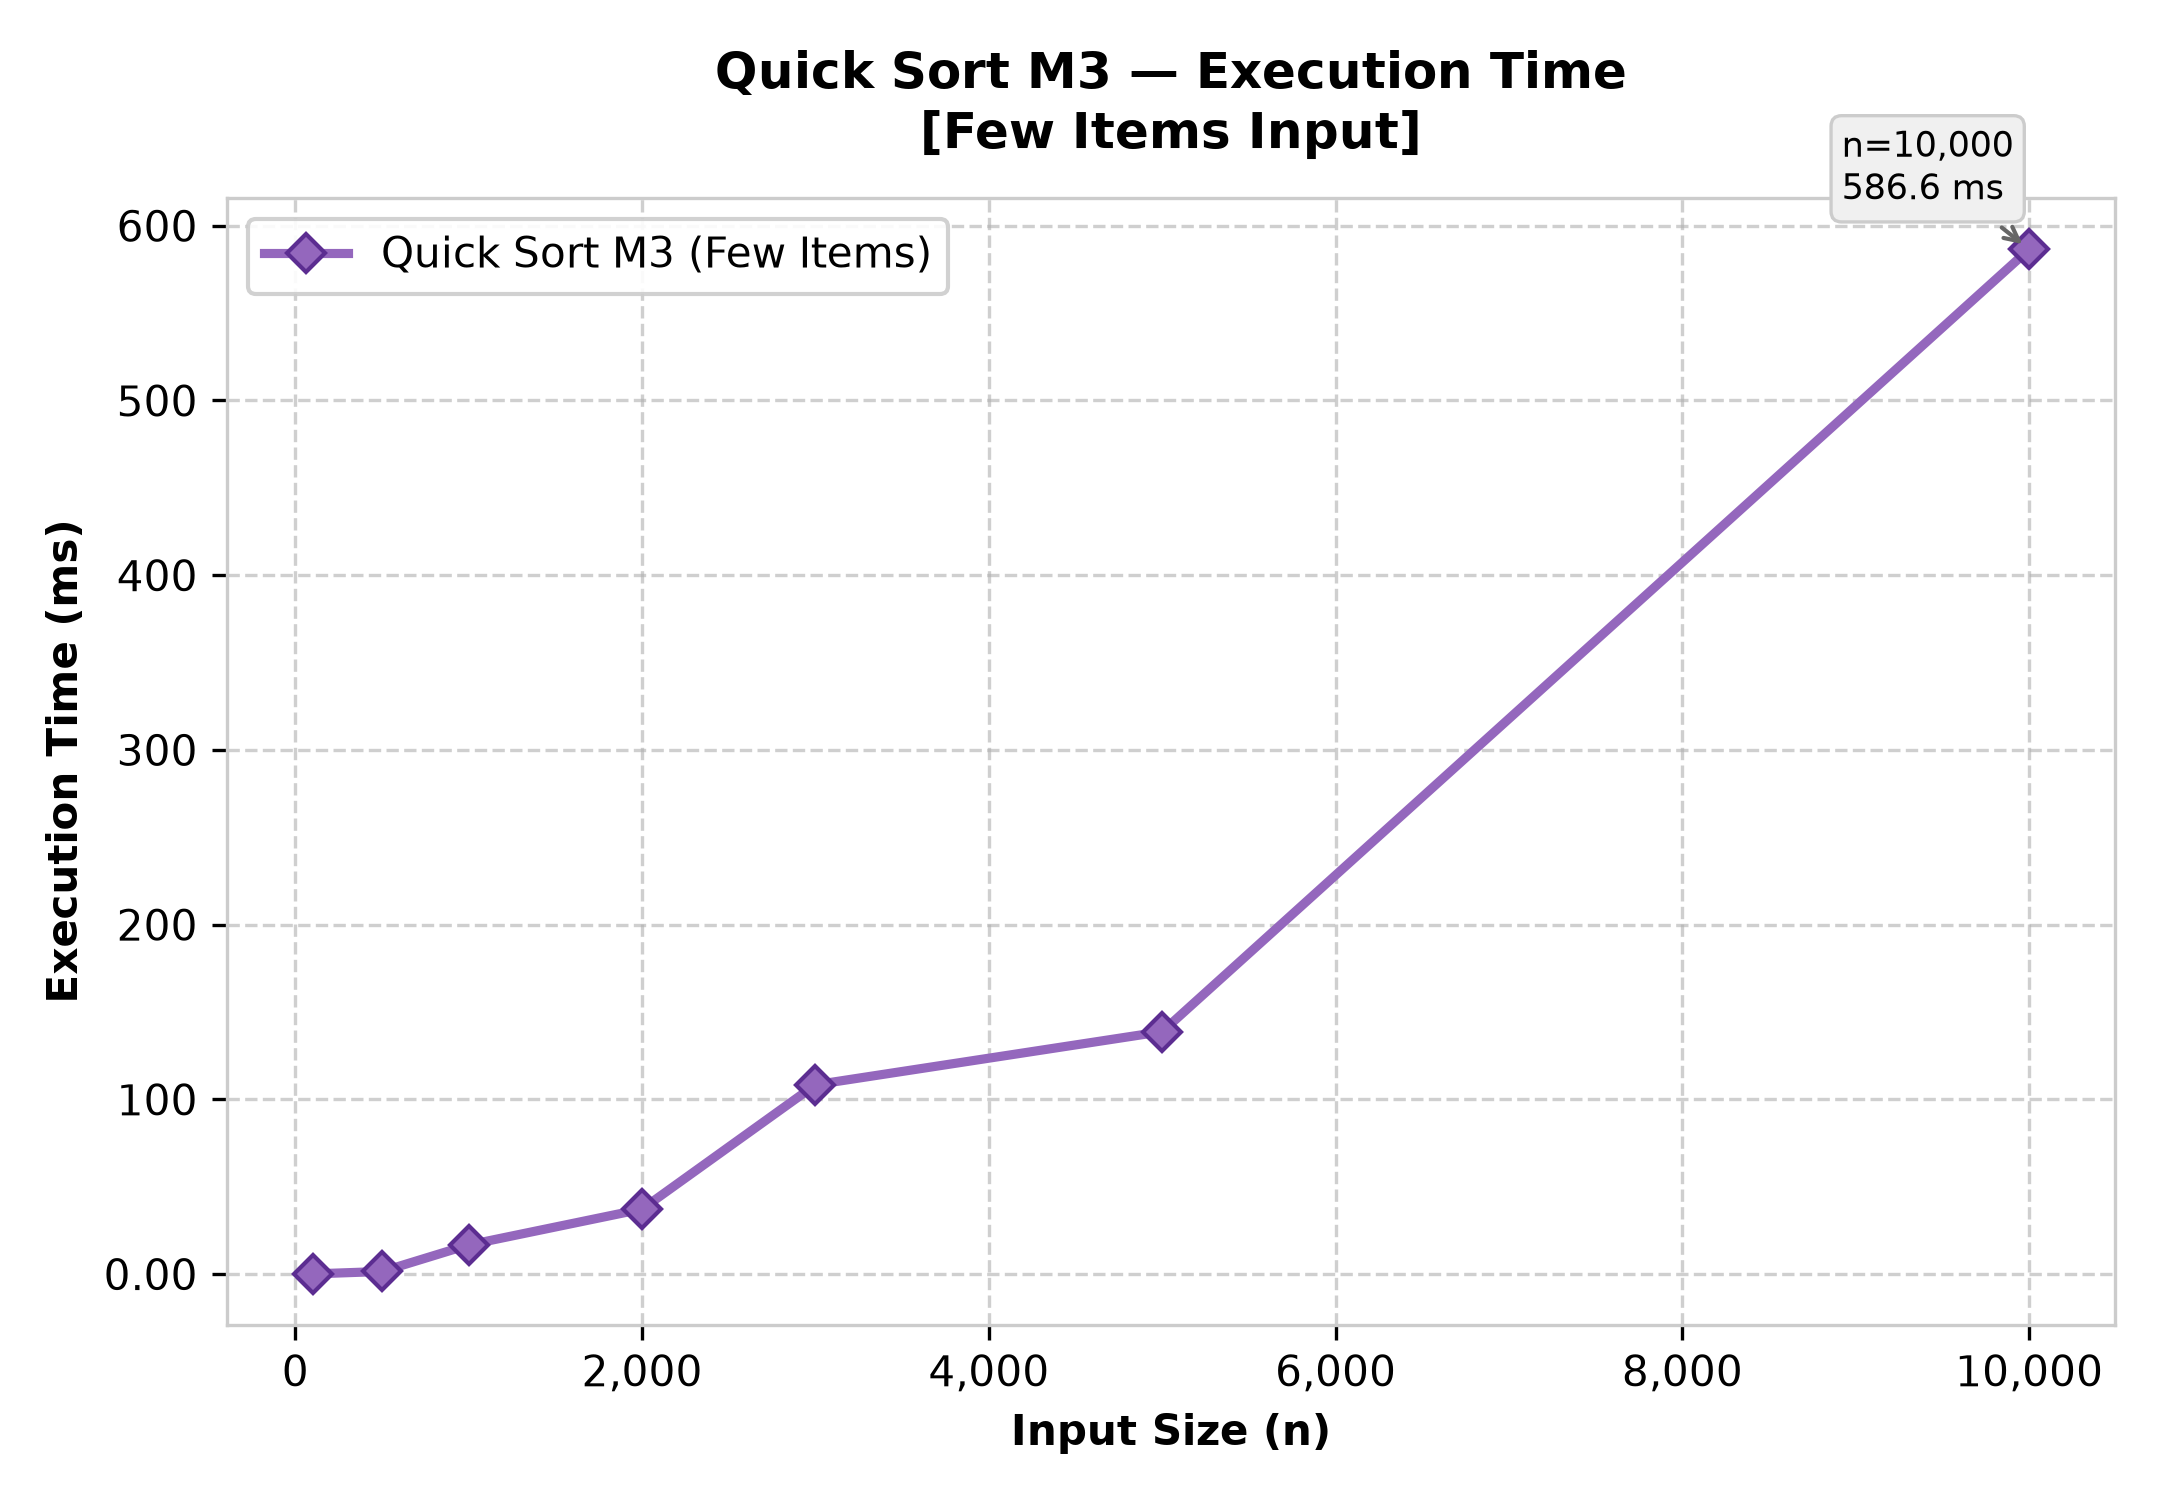 Quick Sort M3 — Execution Time
[Few Items Input]
n=10,000
586.6 ms
Quick Sort M3 (Few Items)
Execution Time (ms)
600
500
400
300
200
100
0.00
0
2,000
4,000
6,000
8,000
10,000
Input Size (n)